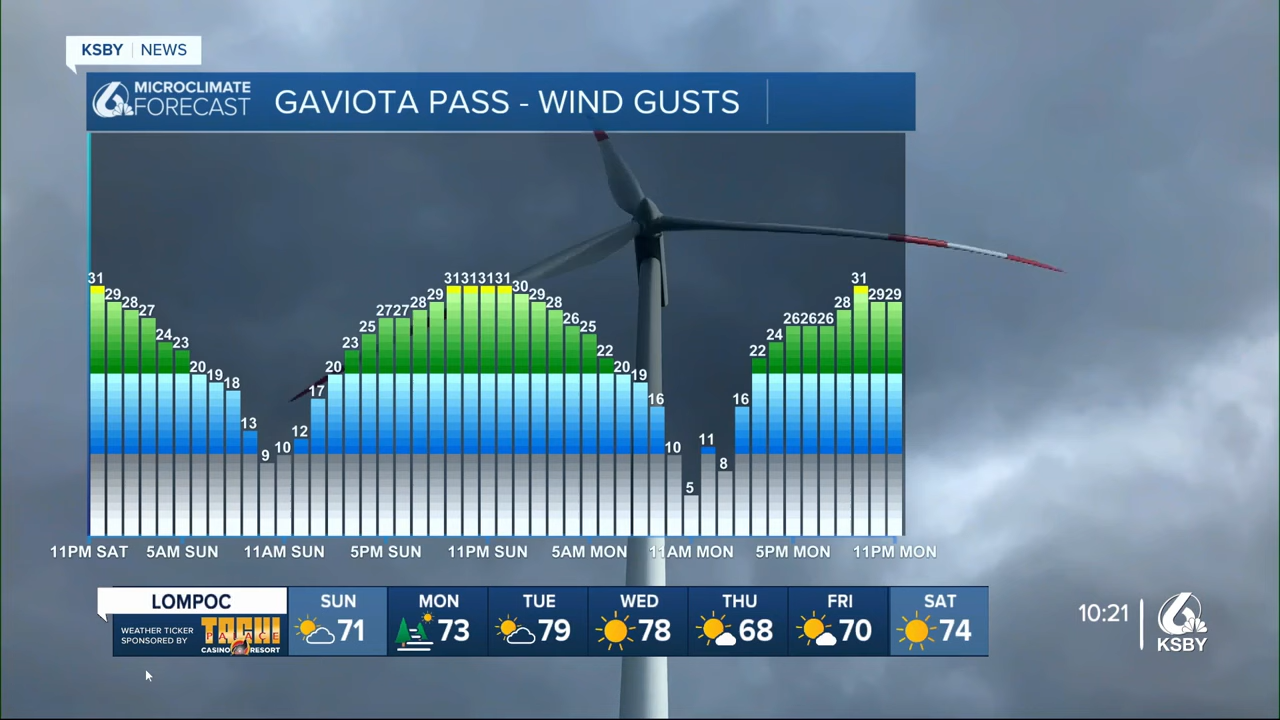 KSBY | NEWS
6 MICROCLIMATE FORECAST
GAVIOTA PASS - WIND GUSTS
31 29 28 27 24 23 20 19 18 13 9 10 12 17 20 23 25 27 27 28 29 31 31 31 31 30 29 28 26 25 22 20 19 16 10 5 11 8 16 22 24 26 26 26 28 31 29 29
11PM SAT 5AM SUN 11AM SUN 5PM SUN 11PM SUN 5AM MON 11AM MON 5PM MON 11PM MON
LOMPOC
WEATHER TICKER
SPONSORED BY
TACHI
PALACE
CASINO RESORT
SUN MON TUE WED THU FRI SAT
71 73 79 78 68 70 74
10:21
6
KSBY